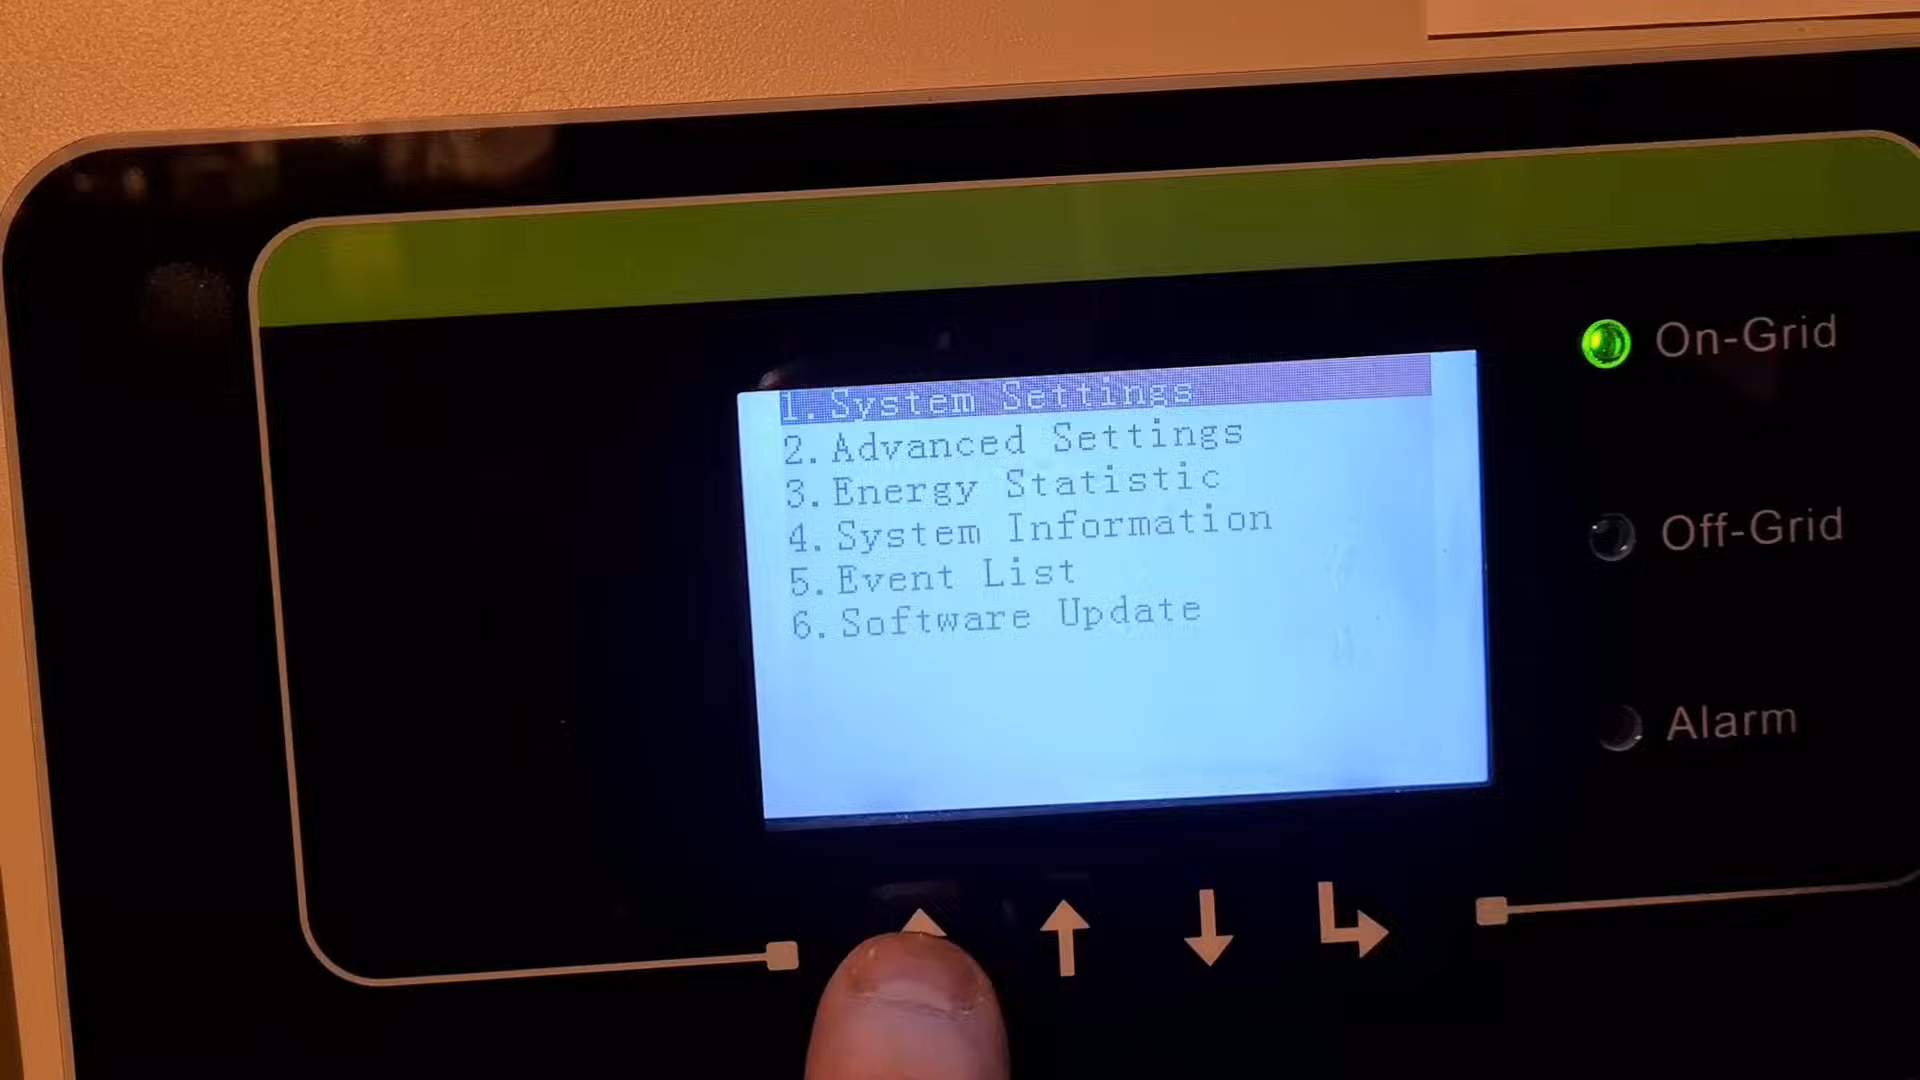 1.System Settings
2.Advanced Settings
3.Energy Statistic
4.System Information
5.Event List
6.Software Update
On-Grid
Off-Grid
Alarm